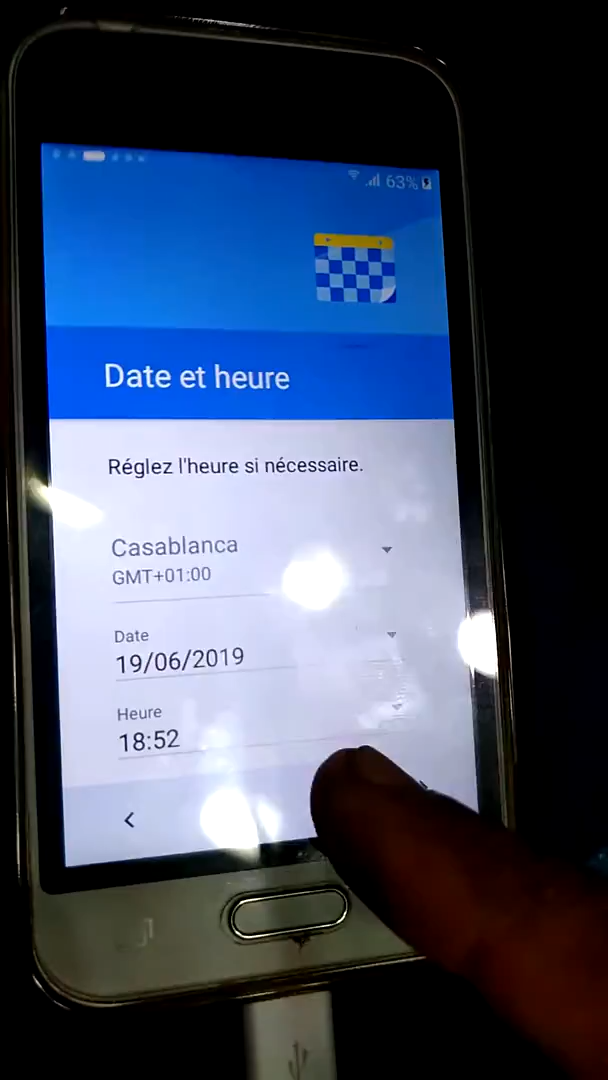 63%
Date et heure
Réglez l'heure si nécessaire.
Casablanca
GMT+01:00
Date
19/06/2019
Heure
18:52